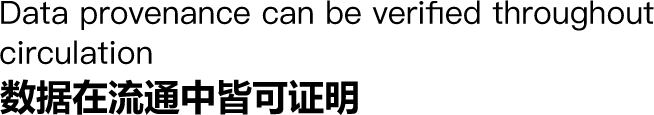 Data provenance can be verified throughout
circulation
数据在流通中皆可证明